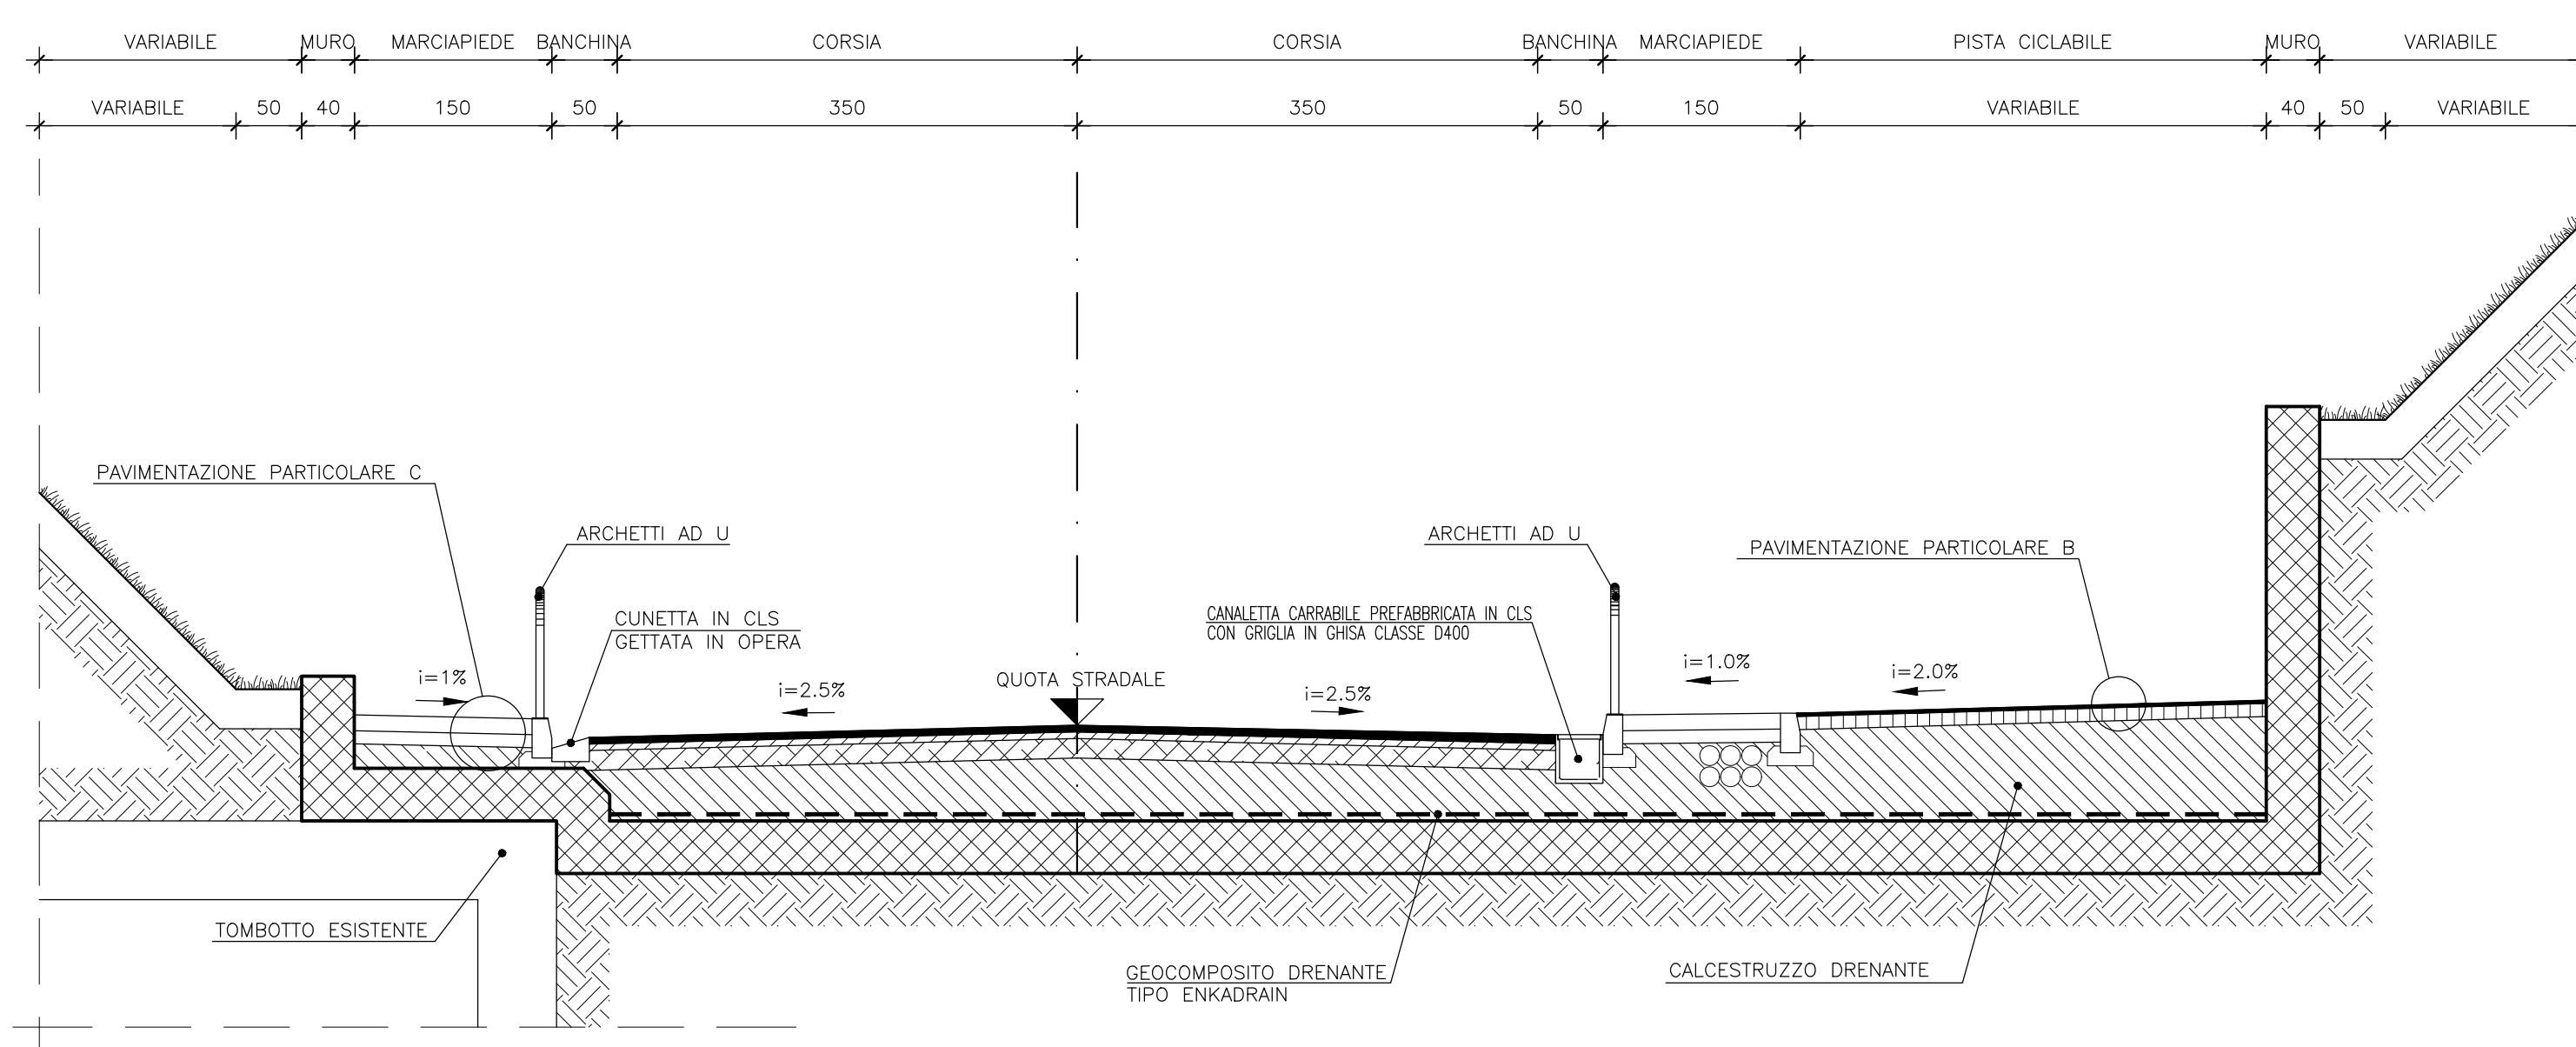 VARIABILE MURO MARCIAPIEDE BANCHINA CORSIA CORSIA BANCHINA MARCIAPIEDE PISTA CICLABILE MURO VARIABILE
VARIABILE 50 40 150 50 350 350 50 150 VARIABILE 40 50 VARIABILE
PAVIMENTAZIONE PARTICOLARE C
ARCHETTI AD U
ARCHETTI AD U
PAVIMENTAZIONE PARTICOLARE B
CUNETTA IN CLS
GETTATA IN OPERA
CANALETTA CARRABILE PREFABBRICATA IN CLS
CON GRIGLIA IN GHISA CLASSE D400
i=1%
i=2.5%
QUOTA STRADALE
i=2.5%
i=1.0%
i=2.0%
TOMBOTTO ESISTENTE
GEOCOMPOSITO DRENANTE
TIPO ENKADRAIN
CALCESTRUZZO DRENANTE